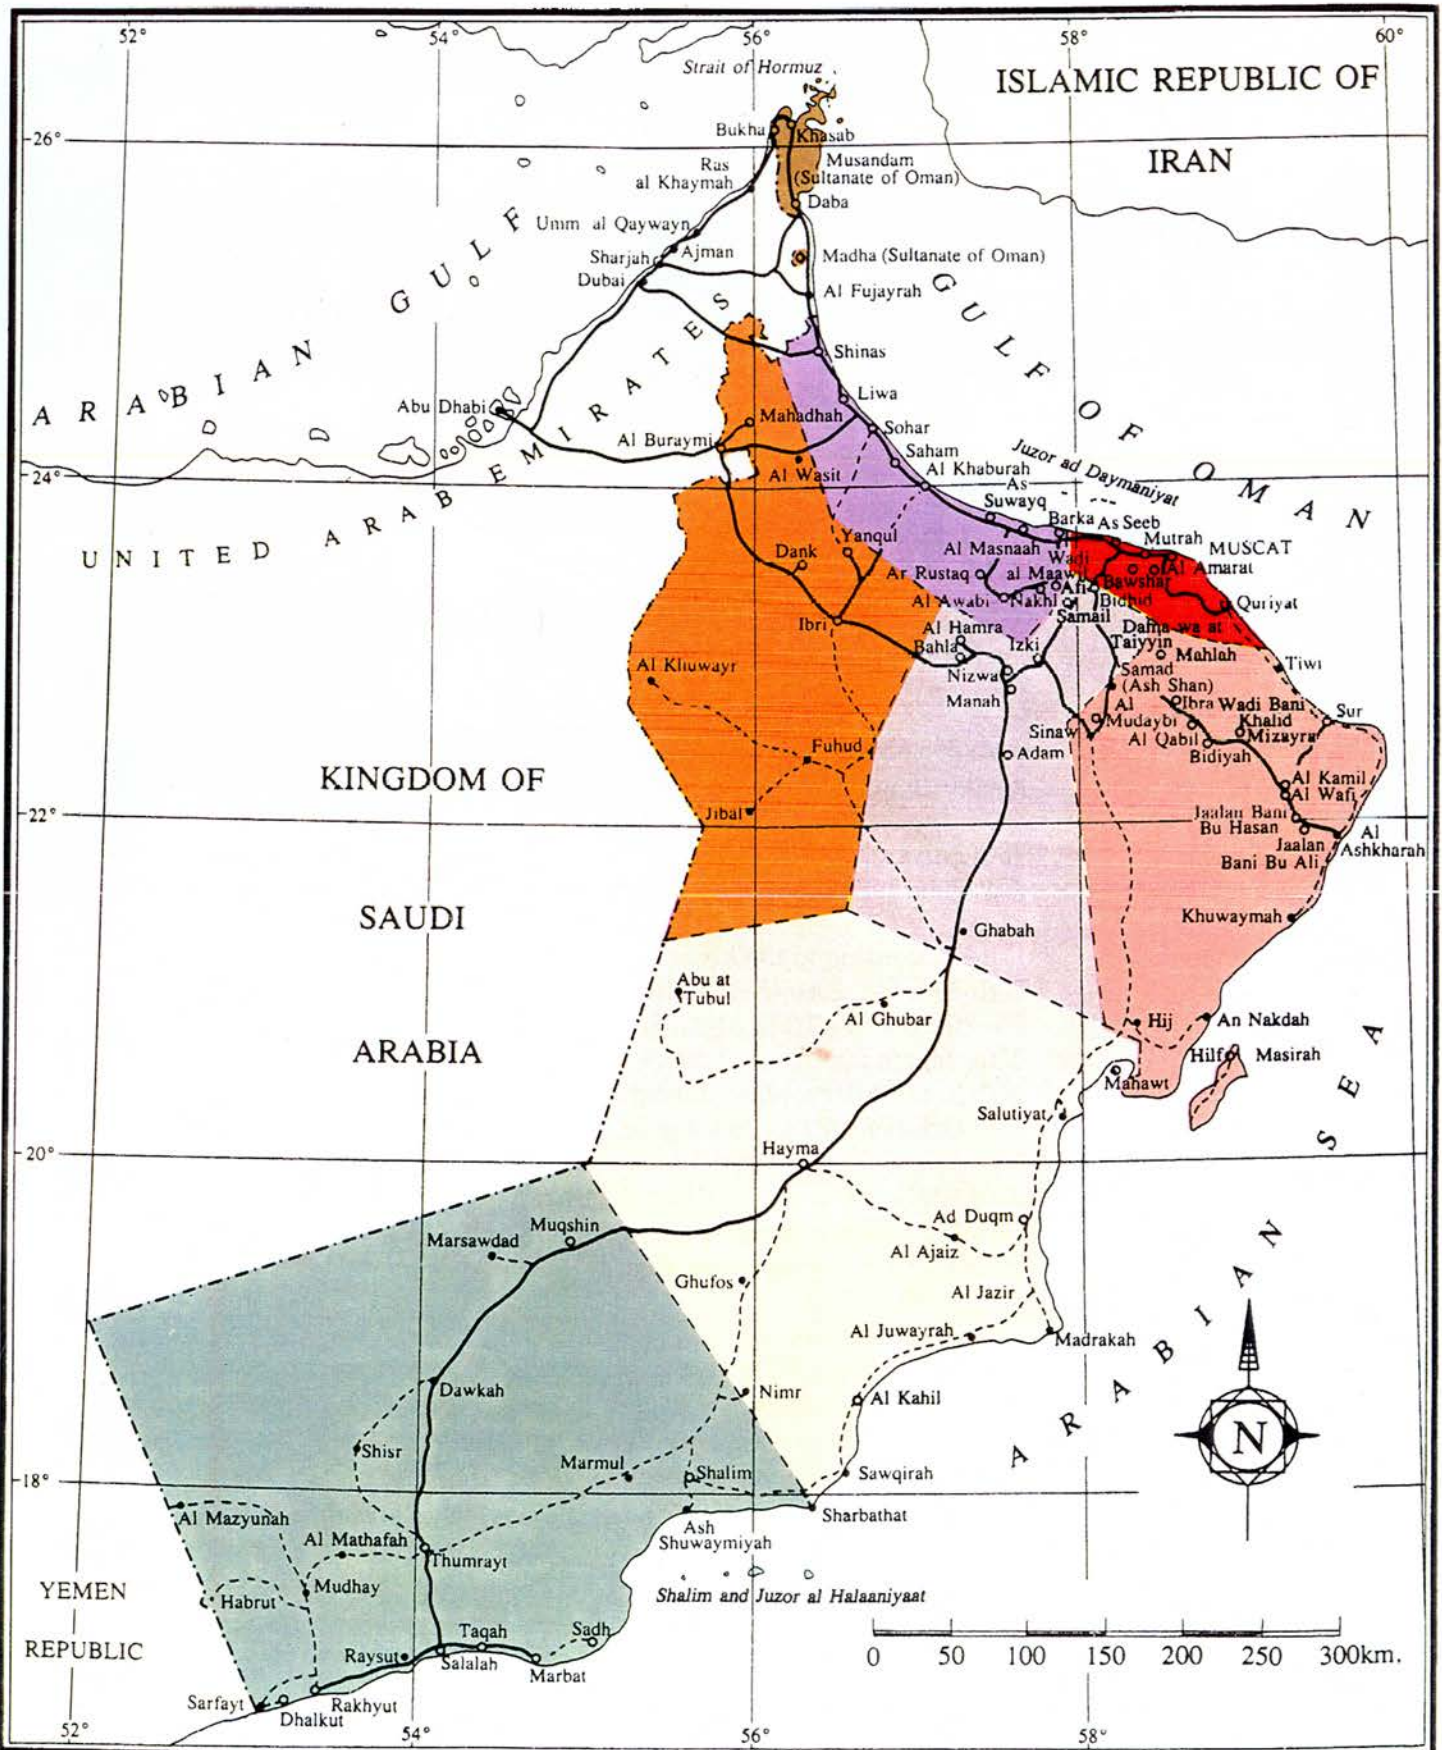 52°
54°
56°
58°
60°
Strait of Hormuz
ISLAMIC REPUBLIC OF
IRAN
26°
Bukha
Khasab
Musandam
(Sultanate of Oman)
Ras
al Khaymah
Daba
Umm al Qaywayn
Sharjah
Ajman
Madha (Sultanate of Oman)
Dubai
Al Fujayrah
ARABIAN GULF
GULF OF OMAN
UNITED ARAB EMIRATES
Shinas
Liwa
Abu Dhabi
Mahadhah
Al Buraymi
Sohar
Saham
Al Wasit
Al Khaburah
Juzor ad Daymaniyat
24°
As
Suwayq
Barka
As Seeb
Mutrah
MUSCAT
Al Masnaah
Wadi
al Maawil
Al Amarat
Yanqul
Dank
Ar Rustaq
Afi
Bawshar
Al Awabi
Nakhl
Bidbid
Quriyat
Samail
Ibri
Al Hamra
Bahla
Izki
Dama wa at
Taiyyin
Mahlah
Tiwi
Al Khuwayr
Nizwa
Samad
(Ash Shan)
Manah
Ibra
Wadi Bani
Khalid
Sur
Al
Mudaybi
Mizayra
Sinaw
Al Qabil
Bidiyah
Fuhud
Adam
KINGDOM OF
SAUDI
ARABIA
Al Kamil
Al Wafi
Jibal
22°
Jaalan Bani
Bu Hasan
Jaalan
Bani Bu Ali
Al
Ashkharah
Khuwaymah
Ghabah
Abu at
Tubul
Al Ghubar
Hij
An Nakdah
Hilf
Masirah
Mahawt
Salutiyat
ARABIAN SEA
20°
Hayma
Muqshin
Marsawdad
Ad Duqm
Al Ajaiz
Ghufos
Al Jazir
Al Juwayrah
Madrakah
Dawkah
Nimr
Al Kahil
N
Shisr
Marmul
Shalim
Sawqirah
18°
Al Mazyunah
Sharbathat
Al Mathafah
Thumrayt
Ash
Shuwaymiyah
YEMEN
REPUBLIC
Habrut
Mudhay
Shalim and Juzor al Halaaniyaat
Taqah
Sadh
Raysut
Salalah
Marbat
0 50 100 150 200 250 300km.
Sarfayt
Dhalkut
Rakhyut
52°
54°
56°
58°